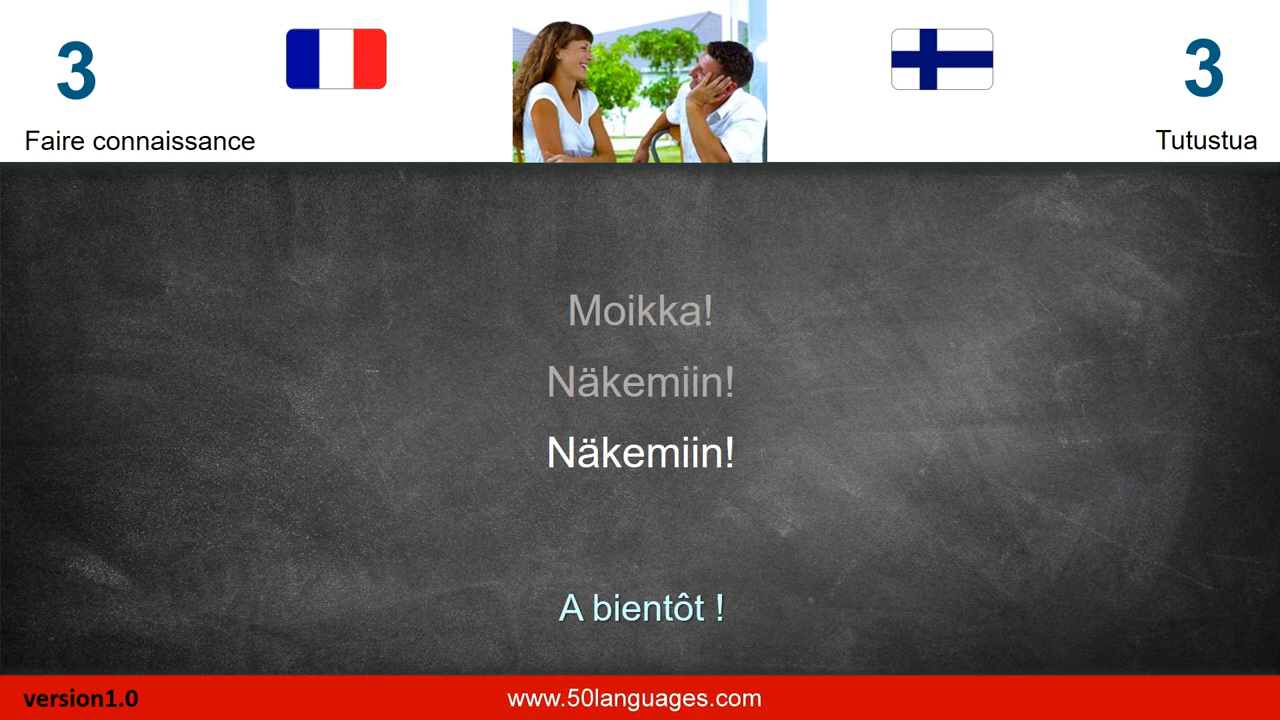 3
3
Faire connaissance
Tutustua
Moikka!
Näkemiin!
Näkemiin!
A bientôt !
version1.0
www.50languages.com